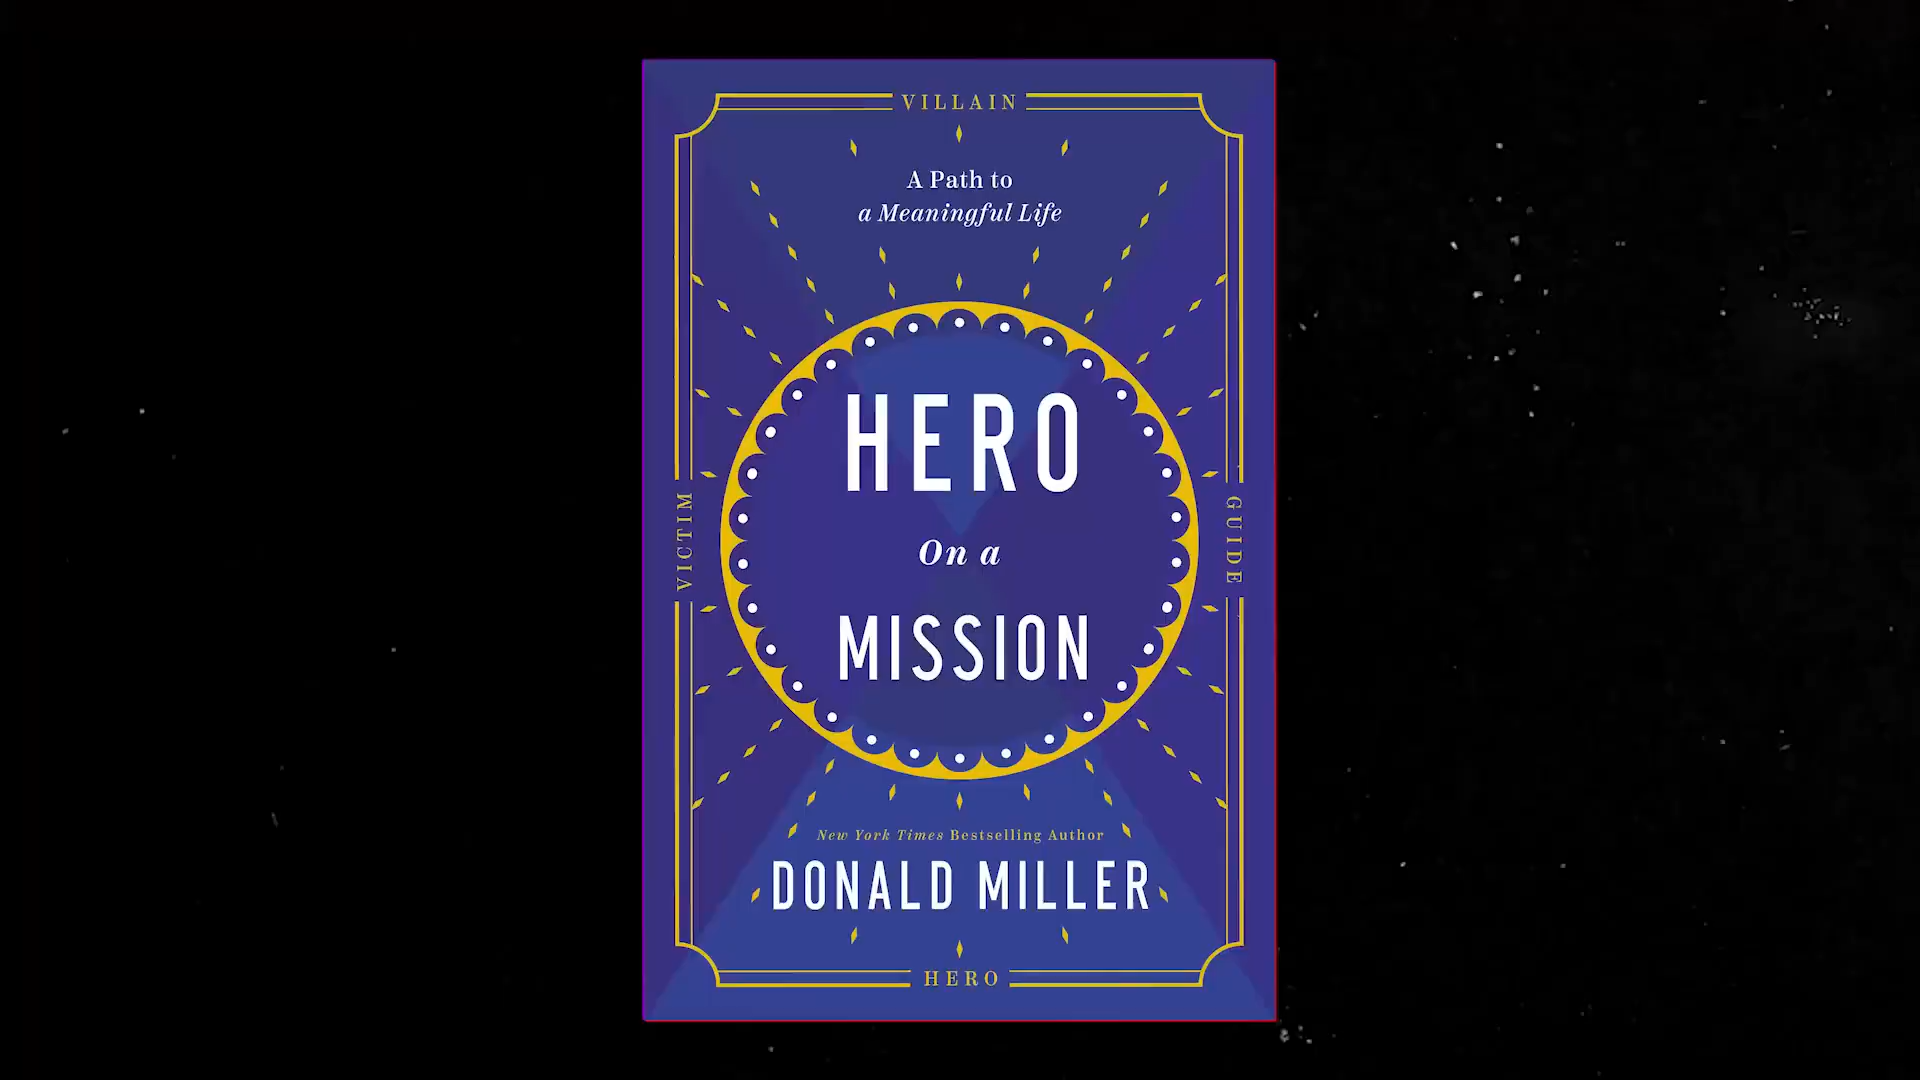 VILLAIN
A Path to
a Meaningful Life
HERO
On a
MISSION
VICTIM
GUIDE
New York Times Bestselling Author
DONALD MILLER
HERO